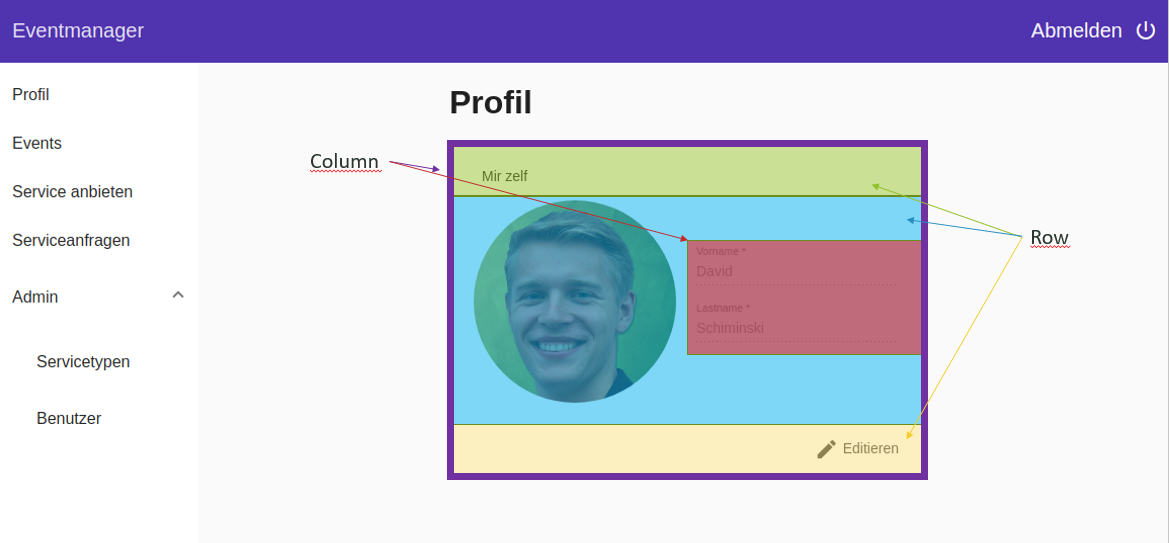 Eventmanager
Abmelden
Profil
Events
Service anbieten
Serviceanfragen
Admin
Servicetypen
Benutzer
Profil
Column
Mir zelf
Row
Vorname *
David
Lastname *
Schiminski
Editieren